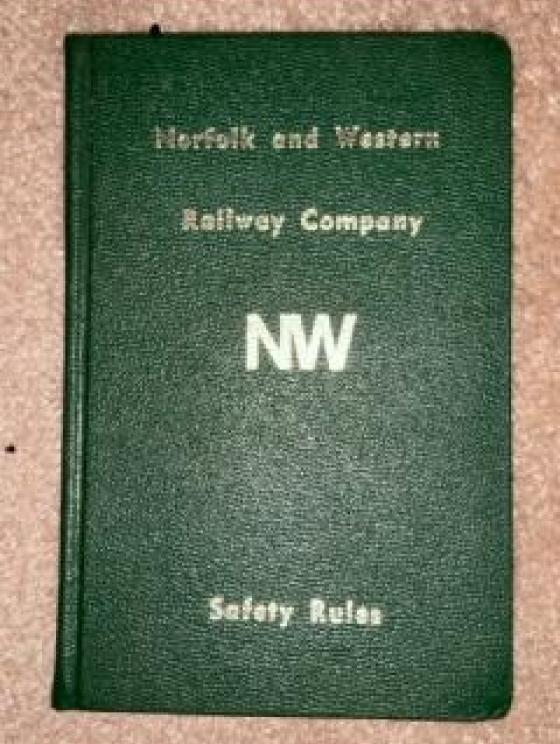 Norfolk and Western
Railway Company
NW
Safety Rules